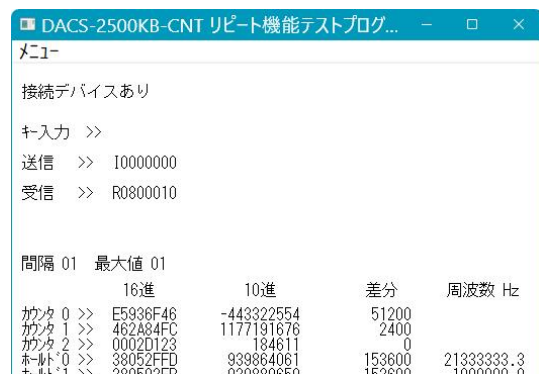 DACS-2500KB-CNT リピート機能テストプログ...
メニュー
接続デバイスあり
キー入力 >>
送信 >> I0000000
受信 >> R0800010
間隔 01 最大値 01
16進 10進 差分 周波数 Hz
カウンタ 0 >> E5936F46 -443322554 51200
カウンタ 1 >> 462A84FC 1177191676 2400
カウンタ 2 >> 0002D123 184611 0
ホールド 0 >> 38052FFD 939864061 153600 21333333.3